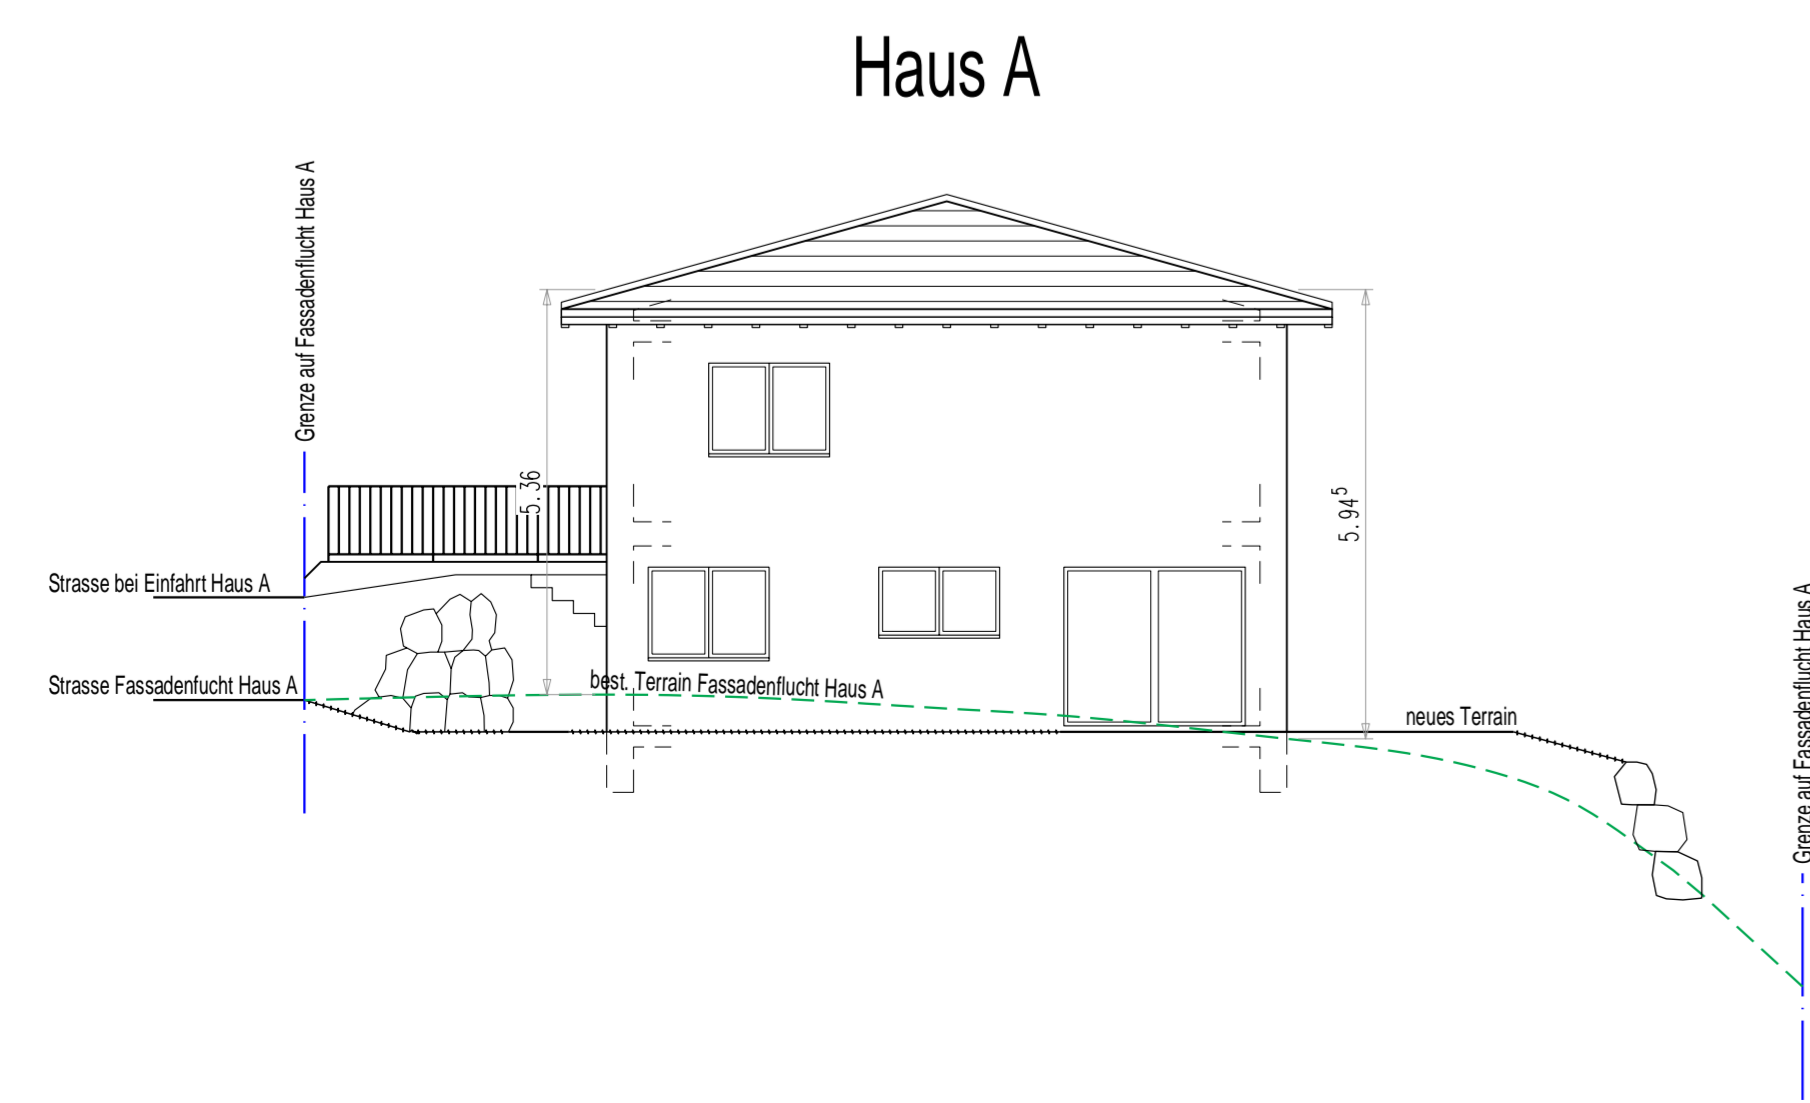 Haus A
Grenze auf Fassadenflucht Haus A
5.36
5.94⁵
Strasse bei Einfahrt Haus A
Strasse Fassadenfucht Haus A
best. Terrain Fassadenflucht Haus A
neues Terrain
Grenze auf Fassadenflucht Haus A